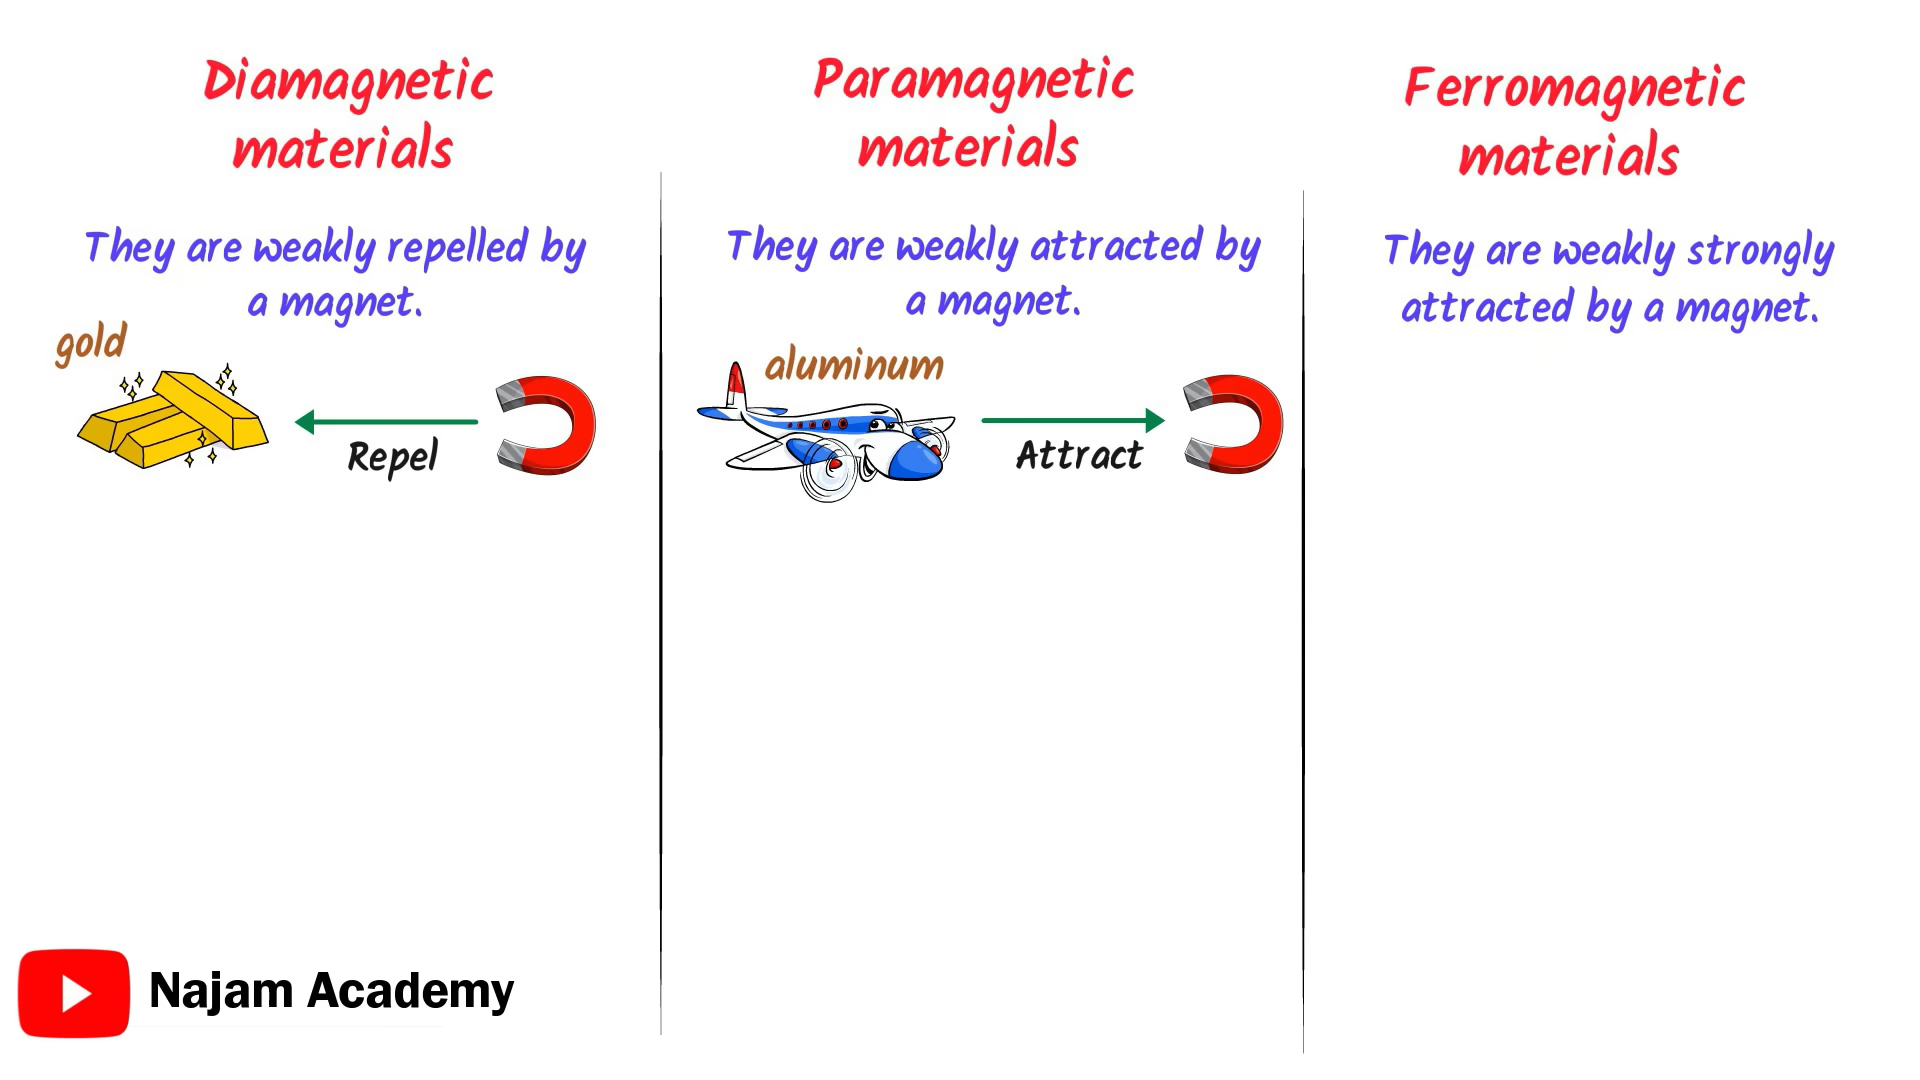 Diamagnetic
materials
They are weakly repelled by
a magnet.
gold
Repel
Paramagnetic
materials
They are weakly attracted by
a magnet.
aluminum
Attract
Ferromagnetic
materials
They are weakly strongly
attracted by a magnet.
Najam Academy